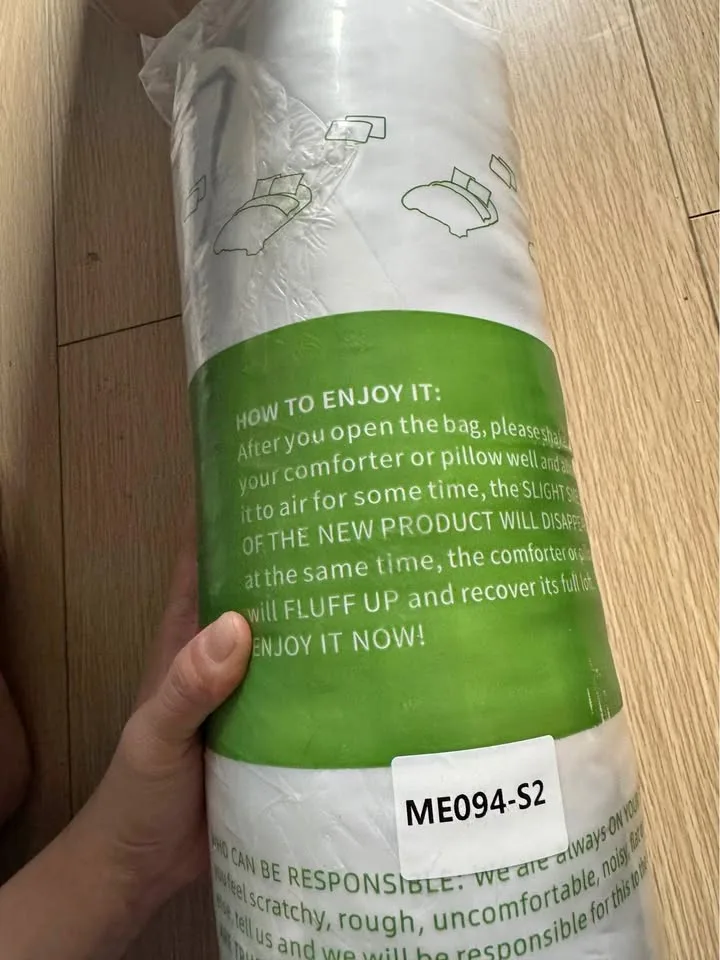 HOW TO ENJOY IT:
After you open the bag, please shake
your comforter or pillow well and
it to air for some time, the SLIGHT
OF THE NEW PRODUCT WILL
at the same time, the comforter or
will FLUFF UP and recover its full
ENJOY IT NOW!
ME094-S2
WHO CAN BE RESPONSIBLE: We are always ON
you feel scratchy, rough, uncomfortable, noisy,
tell us and we will be responsible for this to